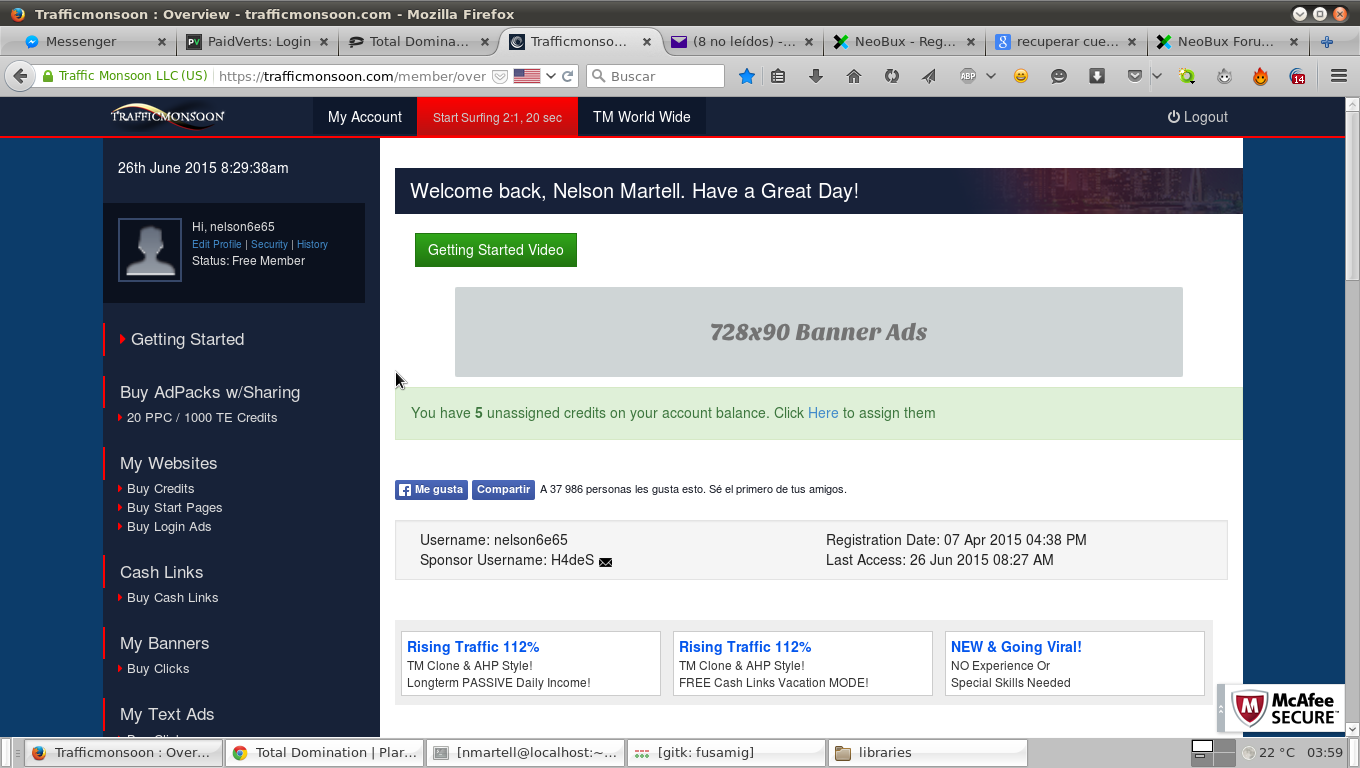 Trafficmonsoon : Overview - trafficmonsoon.com - Mozilla Firefox
Messenger
PaidVerts: Login
Total Domina...
Trafficmonso...
(8 no leídos) -...
NeoBux - Reg...
recuperar cue...
NeoBux Foru...
Traffic Monsoon LLC (US)
https://trafficmonsoon.com/member/over
Buscar
ABP
14
TRAFFICMONSOON
My Account
Start Surfing 2:1, 20 sec
TM World Wide
Logout
26th June 2015 8:29:38am
Hi, nelson6e65
Edit Profile | Security | History
Status: Free Member
Getting Started
Buy AdPacks w/Sharing
20 PPC / 1000 TE Credits
My Websites
Buy Credits
Buy Start Pages
Buy Login Ads
Cash Links
Buy Cash Links
My Banners
Buy Clicks
My Text Ads
Welcome back, Nelson Martell. Have a Great Day!
Getting Started Video
728x90 Banner Ads
You have 5 unassigned credits on your account balance. Click Here to assign them
Me gusta
Compartir
A 37 986 personas les gusta esto. Sé el primero de tus amigos.
Username: nelson6e65
Sponsor Username: H4deS
Registration Date: 07 Apr 2015 04:38 PM
Last Access: 26 Jun 2015 08:27 AM
Rising Traffic 112%
TM Clone & AHP Style!
Longterm PASSIVE Daily Income!
Rising Traffic 112%
TM Clone & AHP Style!
FREE Cash Links Vacation MODE!
NEW & Going Viral!
NO Experience Or
Special Skills Needed
McAfee
SECURE™
Trafficmonsoon : Over...
Total Domination | Plar...
[nmartell@localhost:~...
[gitk: fusamig]
libraries
22 °C
03:59